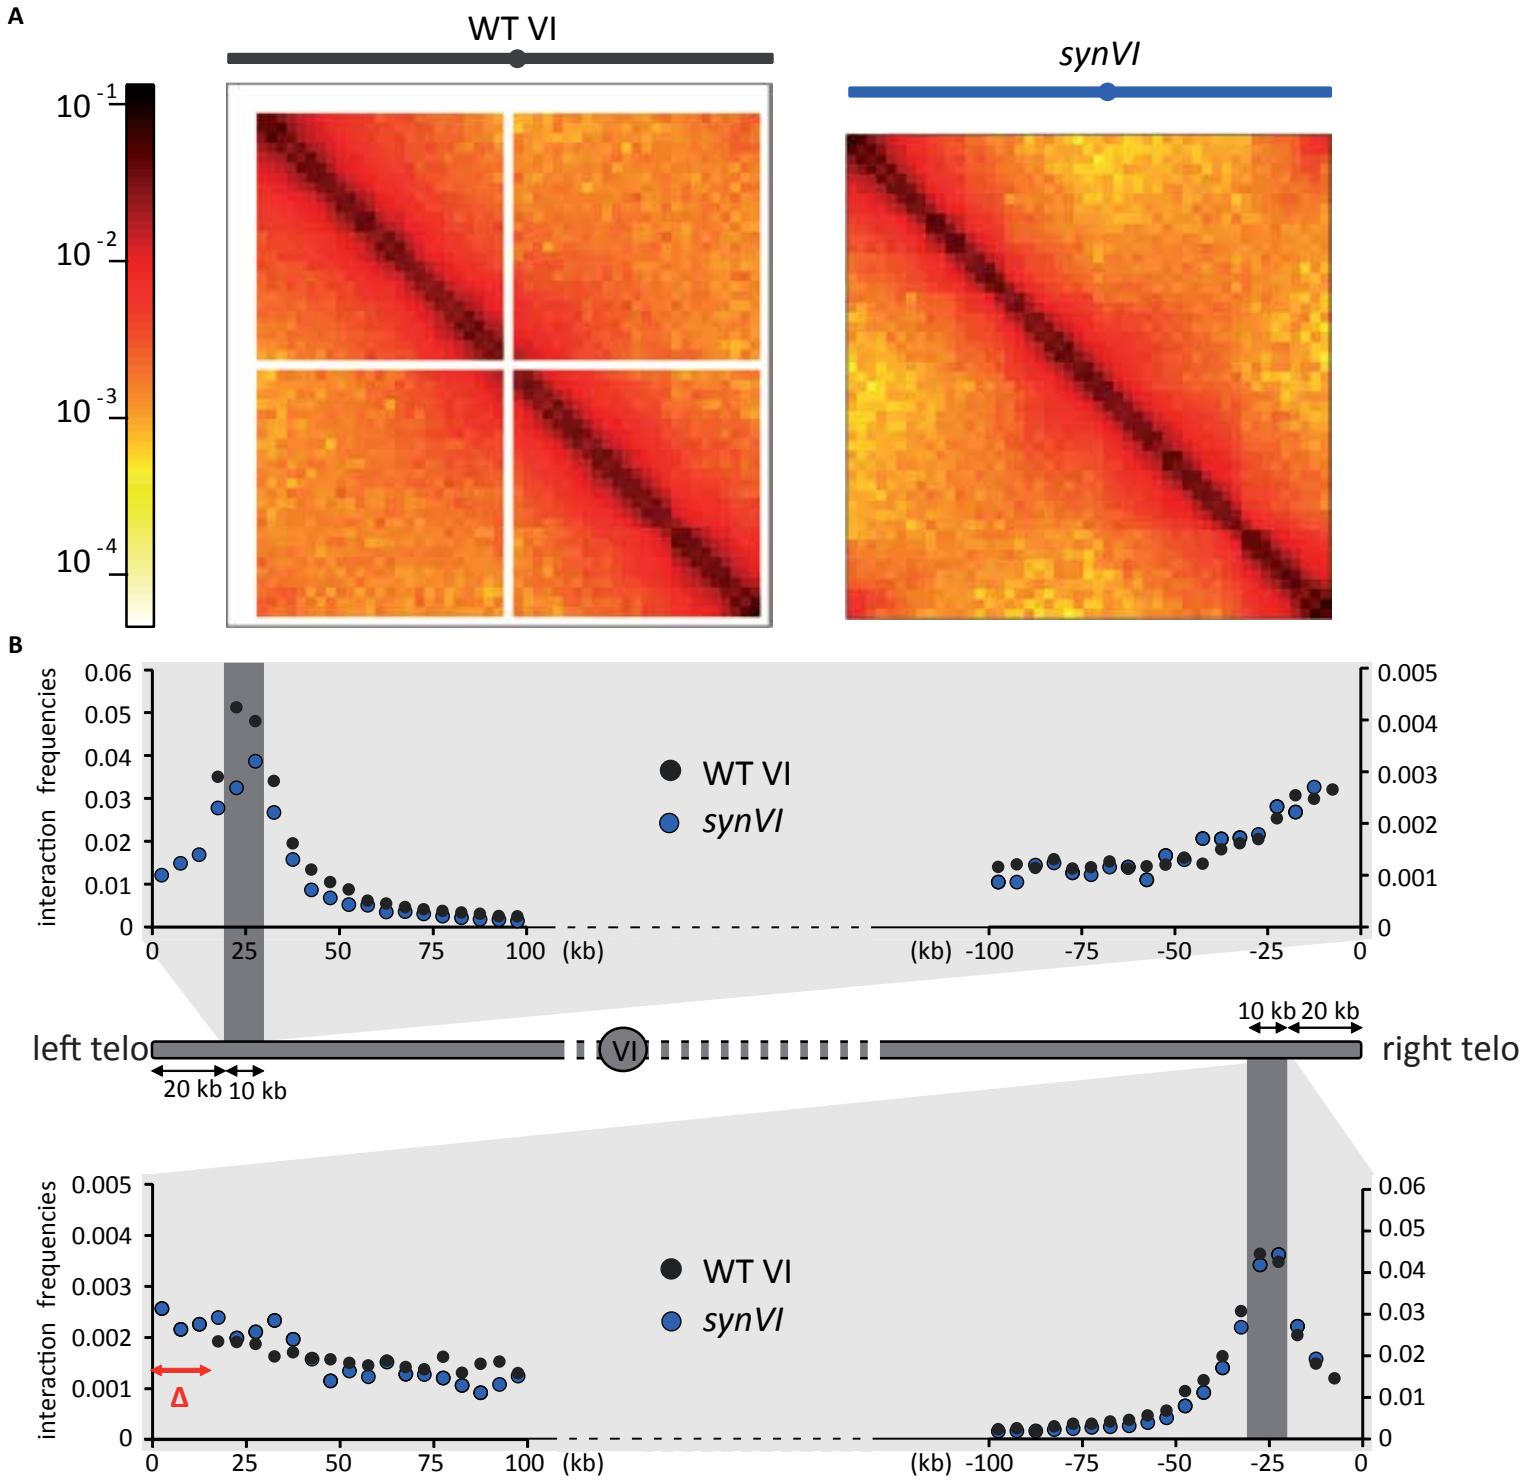 A
WT VI
synVI
10-1
10-2
10-3
10-4
B
interaction frequencies
0.06
0.05
0.04
0.03
0.02
0.01
0
0.005
0.004
0.003
0.002
0.001
0
WT VI
synVI
0 25 50 75 100 (kb)
(kb) -100 -75 -50 -25 0
10 kb 20 kb
left telo
VI
right telo
20 kb 10 kb
interaction frequencies
0.005
0.004
0.003
0.002
0.001
0
0.06
0.05
0.04
0.03
0.02
0.01
0
WT VI
synVI
Δ
0 25 50 75 100 (kb)
(kb) -100 -75 -50 -25 0